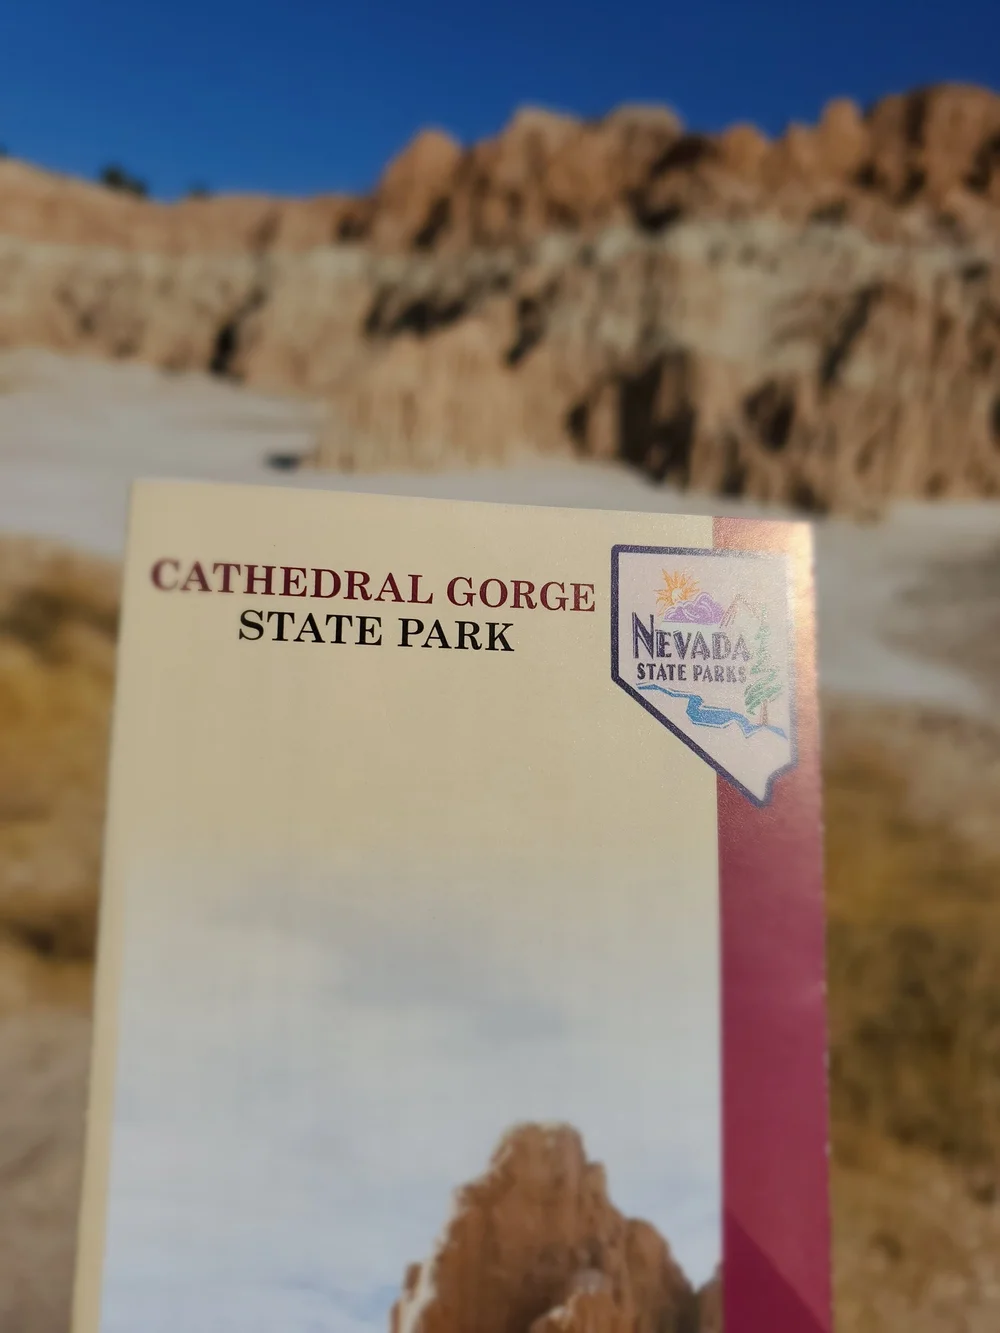 CATHEDRAL GORGE
STATE PARK
NEVADA
STATE PARKS